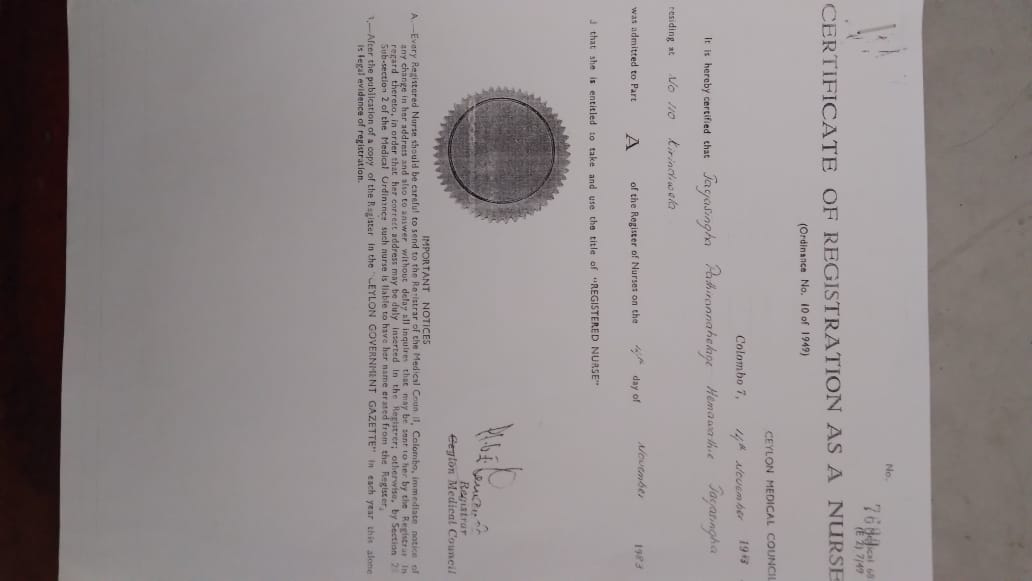 No.
Medical 68
(E 2) 7/49
CERTIFICATE OF REGISTRATION AS A NURSE
(Ordinance No. 10 of 1949)
CEYLON MEDICAL COUNCIL
Colombo 7, 14th November 1983
It is hereby certified that Jayasingha Pathirannahelage Hemawathie Jayasingha
residing at No 110 Kirindiwela
was admitted to Part A of the Register of Nurses on the 14th day of November 1983
d that she is entitled to take and use the title of "REGISTERED NURSE"
Registrar
Ceylon Medical Council
IMPORTANT NOTICES
A.—Every Registered Nurse should be careful to send to the Registrar of the Medical Council, Colombo, immediate notice of
any change in her address and also to answer without delay all inquiries that may be sent to her by the Registrar in
regard thereto, in order that her correct address may be duly inserted in the Register; otherwise, by Section
Sub-section 2 of the Medical Ordinance such nurse is liable to have her name erased from the Register,
.—After the publication of a copy of the Register in the "CEYLON GOVERNMENT GAZETTE" in each year this alone
is legal evidence of registration.